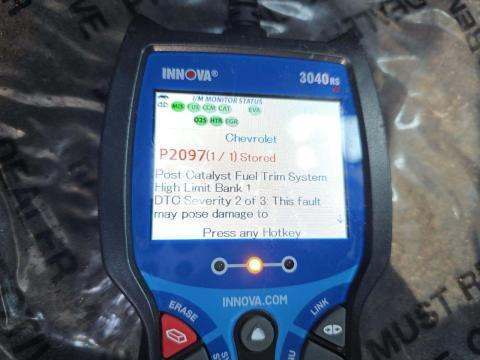 INNOVA®
3040RS
I/M MONITOR STATUS
MIS FUE CCM CAT EVA
O2S HTR EGR
Chevrolet
P2097(1/1)Stored
Post Catalyst Fuel Trim System
High Limit Bank 1
DTC Severity 2 of 3: This fault
may pose damage to
Press any Hotkey
INNOVA.COM
ERASE
LINK